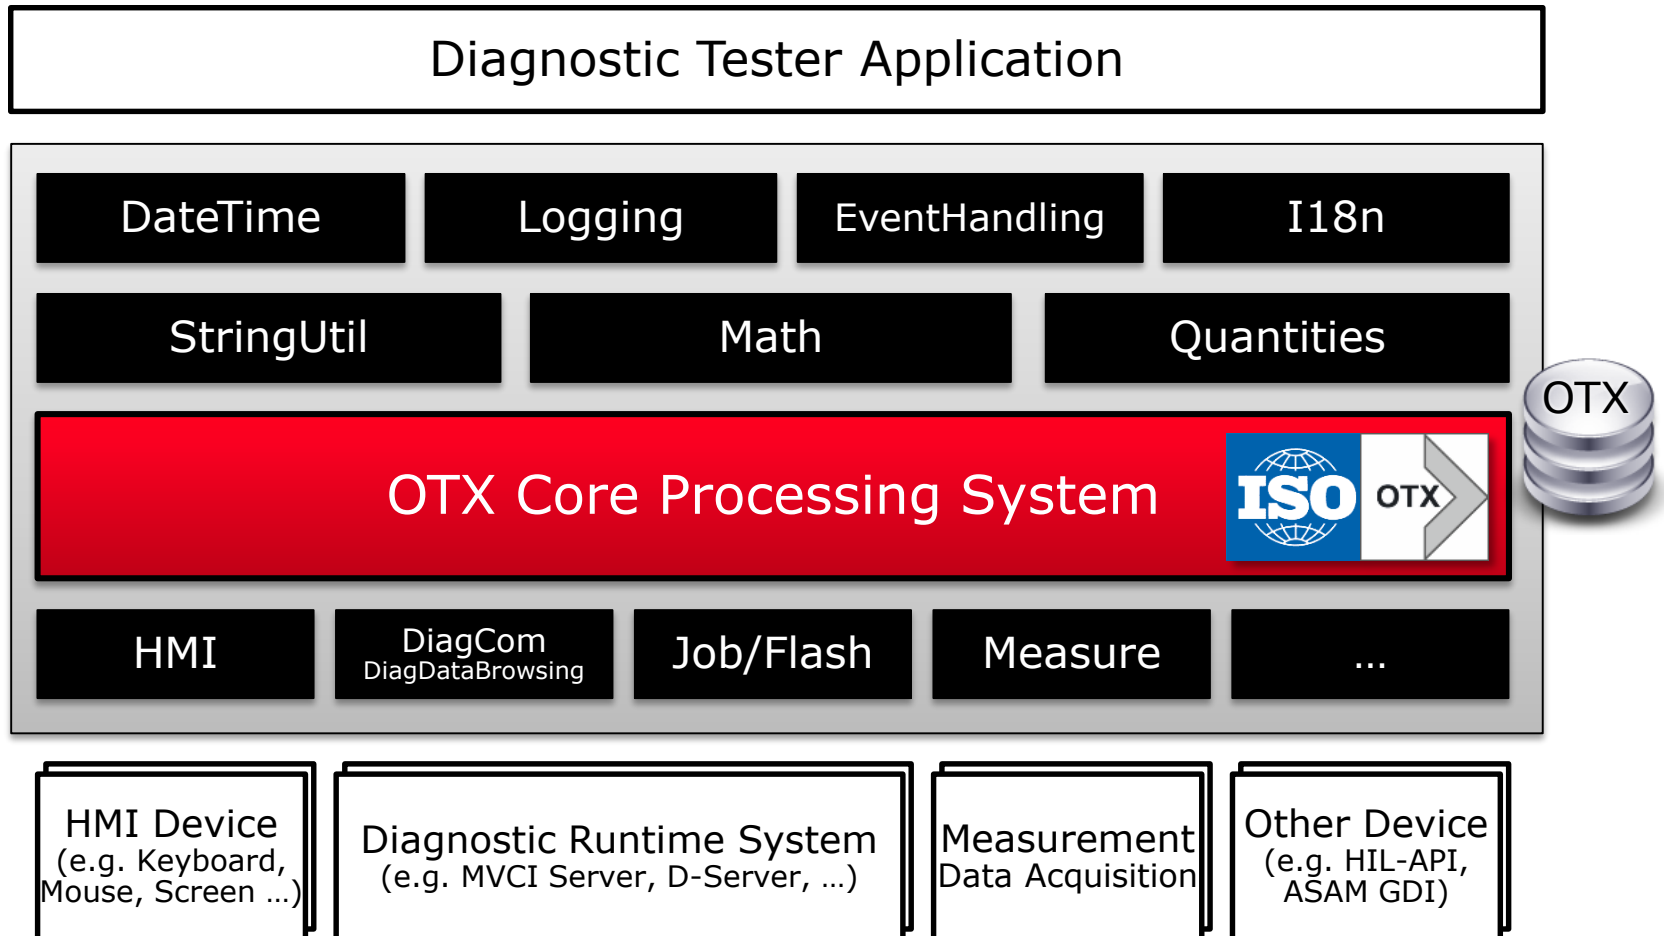 Diagnostic Tester Application
DateTime
Logging
EventHandling
I18n
StringUtil
Math
Quantities
OTX
OTX Core Processing System
ISO
OTX
HMI
DiagCom
DiagDataBrowsing
Job/Flash
Measure
...
HMI Device
(e.g. Keyboard,
Mouse, Screen ...)
Diagnostic Runtime System
(e.g. MVCI Server, D-Server, ...)
Measurement
Data Acquisition
Other Device
(e.g. HIL-API,
ASAM GDI)